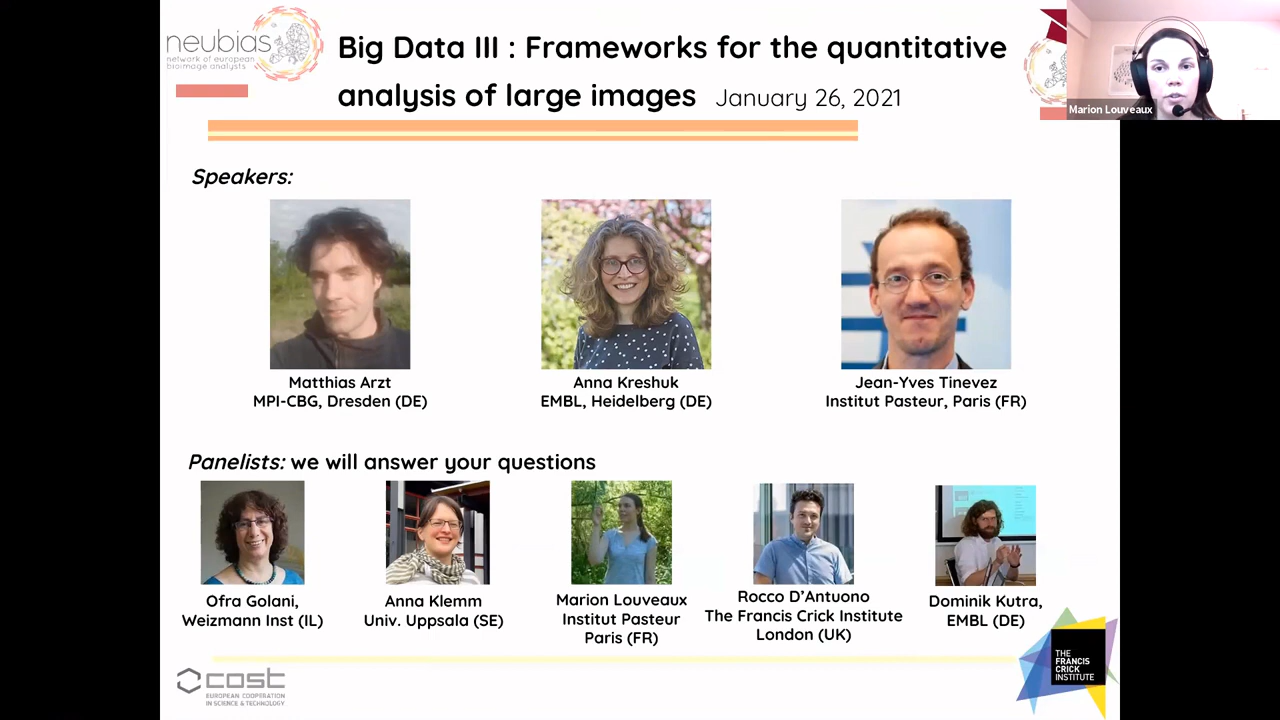 neubias
network of european
bioimage analysts
Big Data III : Frameworks for the quantitative
analysis of large images January 26, 2021
Marion Louveaux
Speakers:
Matthias Arzt
MPI-CBG, Dresden (DE)
Anna Kreshuk
EMBL, Heidelberg (DE)
Jean-Yves Tinevez
Institut Pasteur, Paris (FR)
Panelists: we will answer your questions
Ofra Golani,
Weizmann Inst (IL)
Anna Klemm
Univ. Uppsala (SE)
Marion Louveaux
Institut Pasteur
Paris (FR)
Rocco D'Antuono
The Francis Crick Institute
London (UK)
Dominik Kutra,
EMBL (DE)
cost
EUROPEAN COOPERATION
IN SCIENCE & TECHNOLOGY
THE
FRANCIS
CRICK
INSTITUTE